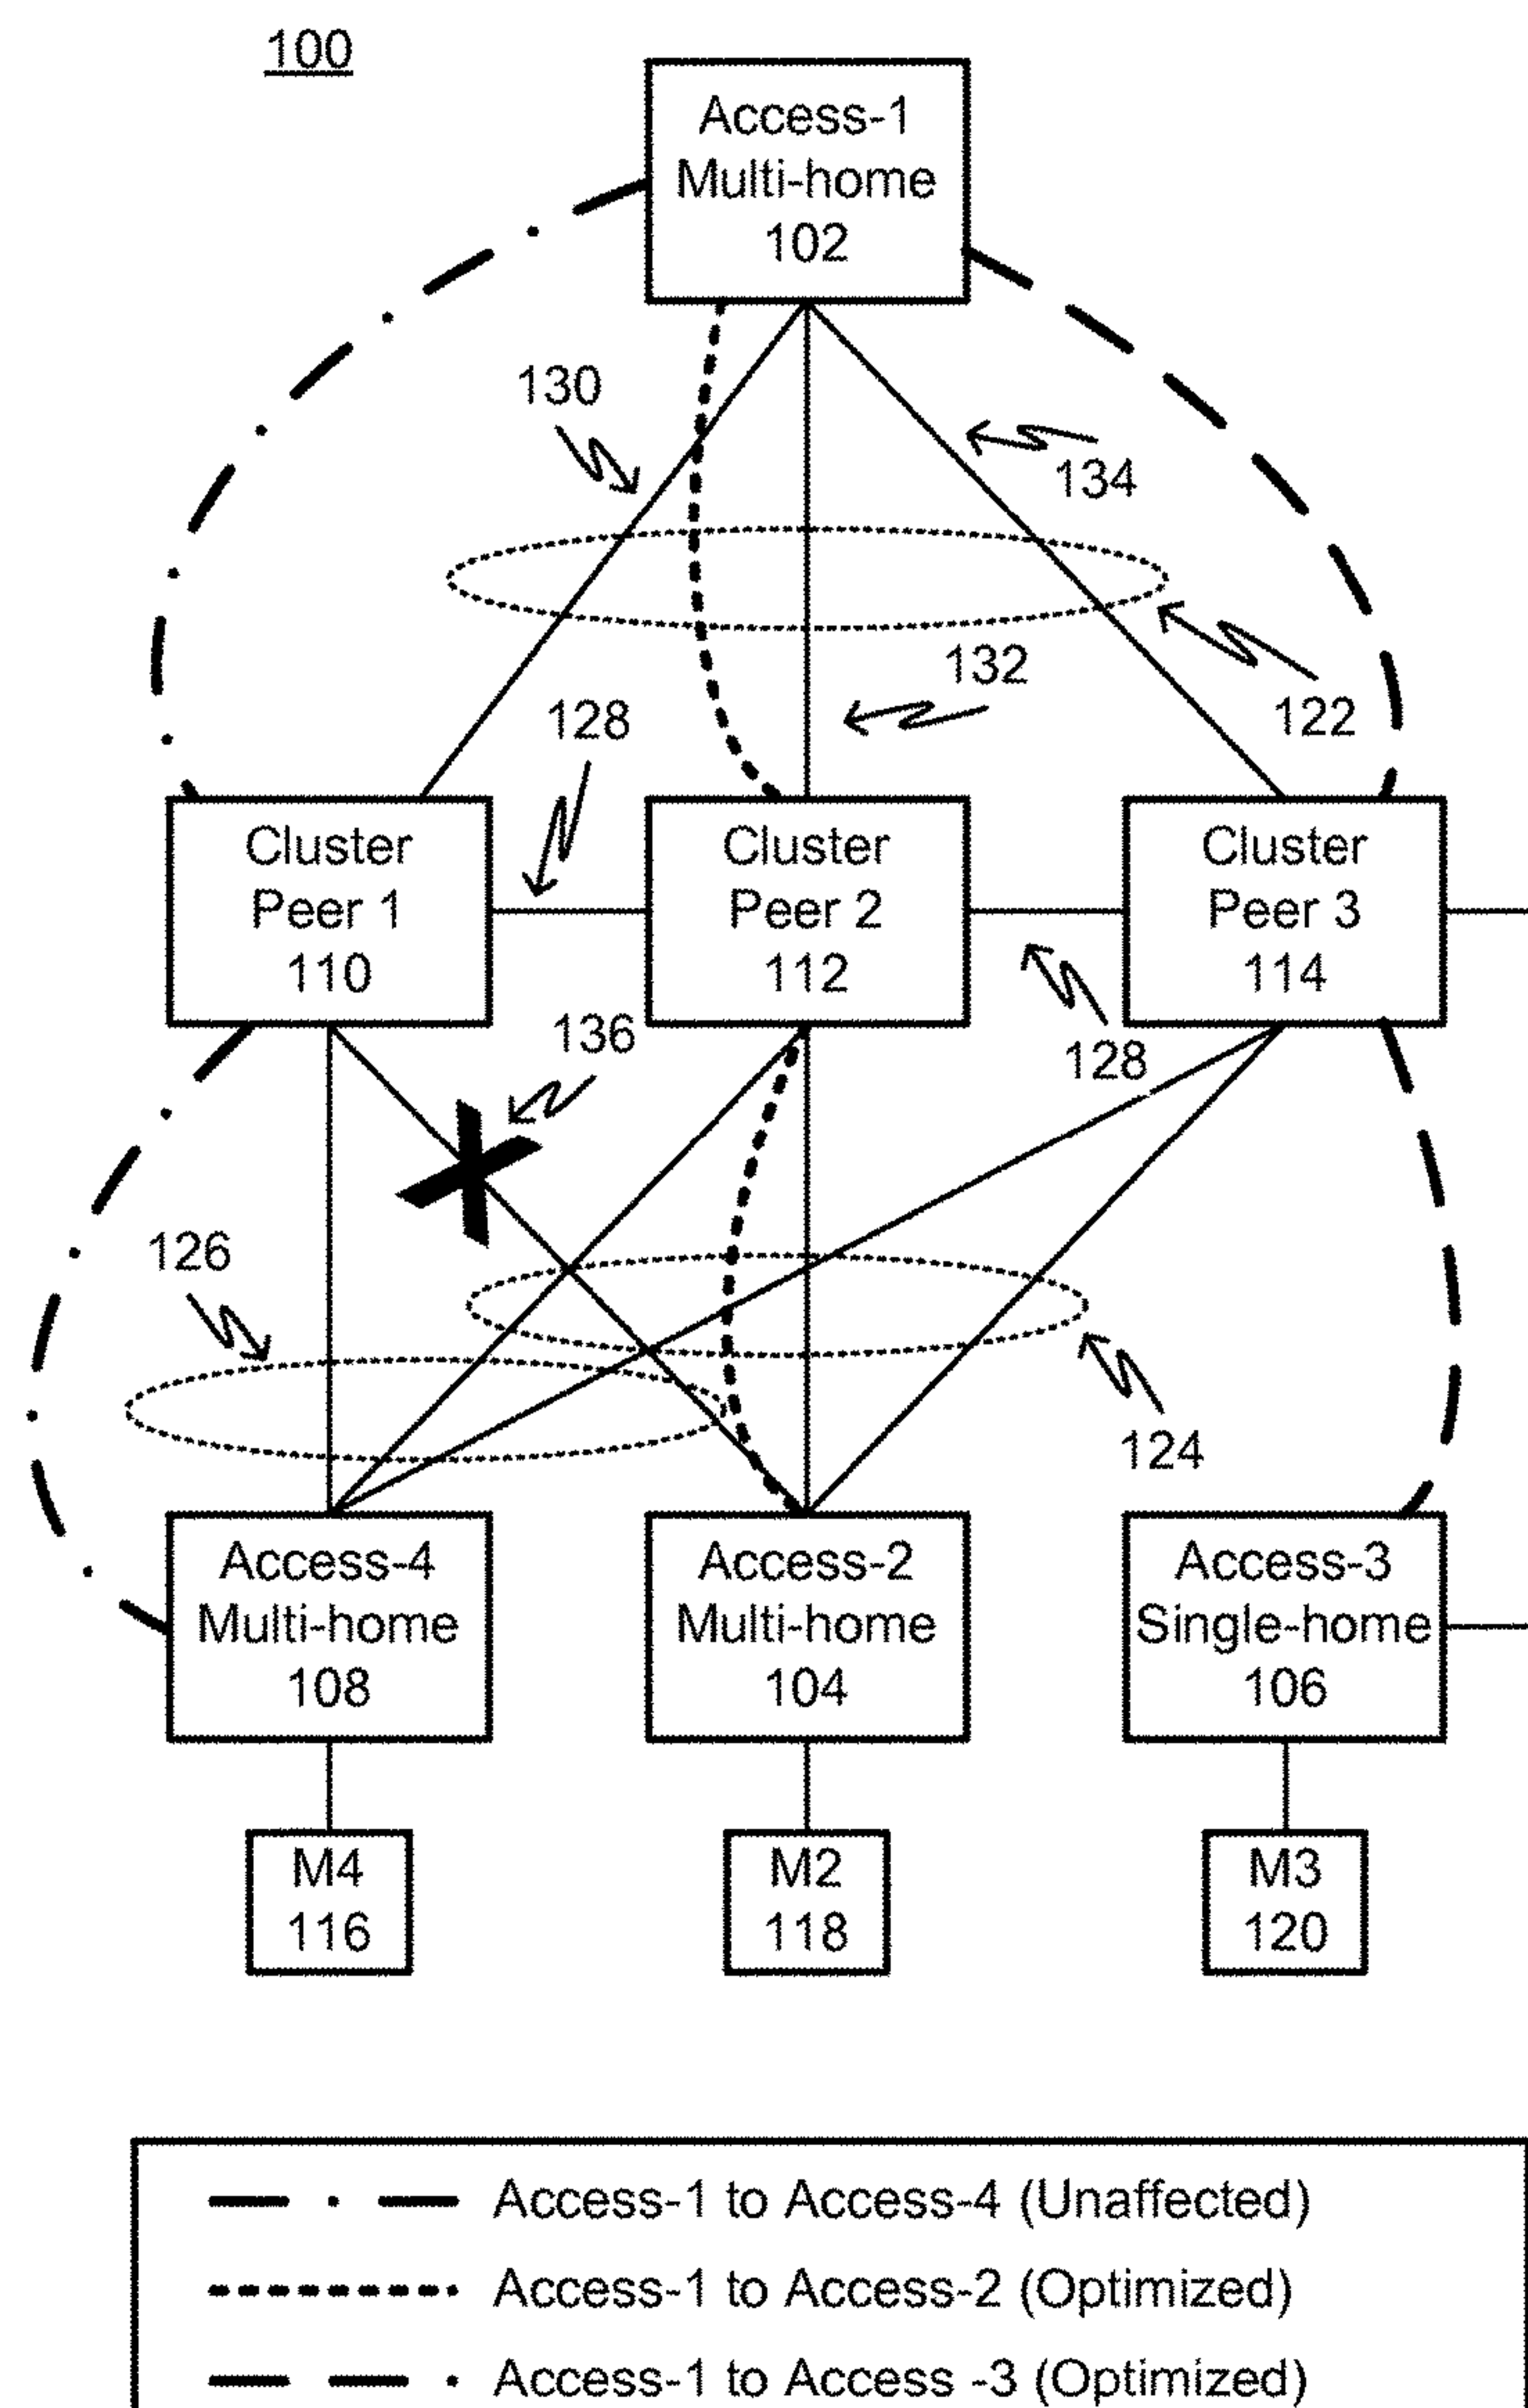 100
Access-1
Multi-home
102
130
134
132
122
128
Cluster
Peer 1
110
Cluster
Peer 2
112
Cluster
Peer 3
114
136
128
126
124
Access-4
Multi-home
108
Access-2
Multi-home
104
Access-3
Single-home
106
M4
116
M2
118
M3
120
Access-1 to Access-4 (Unaffected)
Access-1 to Access-2 (Optimized)
Access-1 to Access -3 (Optimized)